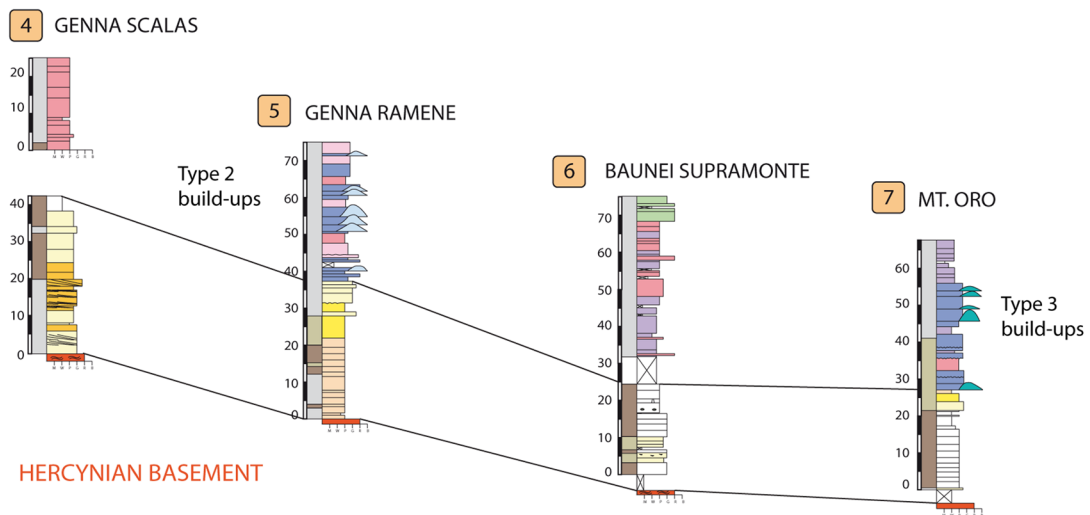 4 GENNA SCALAS
20
10
0
40
30
20
10
0
M W P G R B
5 GENNA RAMENE
Type 2
build-ups
70
60
50
40
30
20
10
0
M W P G R B
6 BAUNEI SUPRAMONTE
70
60
50
40
30
25
20
10
0
7 MT. ORO
60
50
40
30
20
10
0
Type 3
build-ups
HERCYNIAN BASEMENT